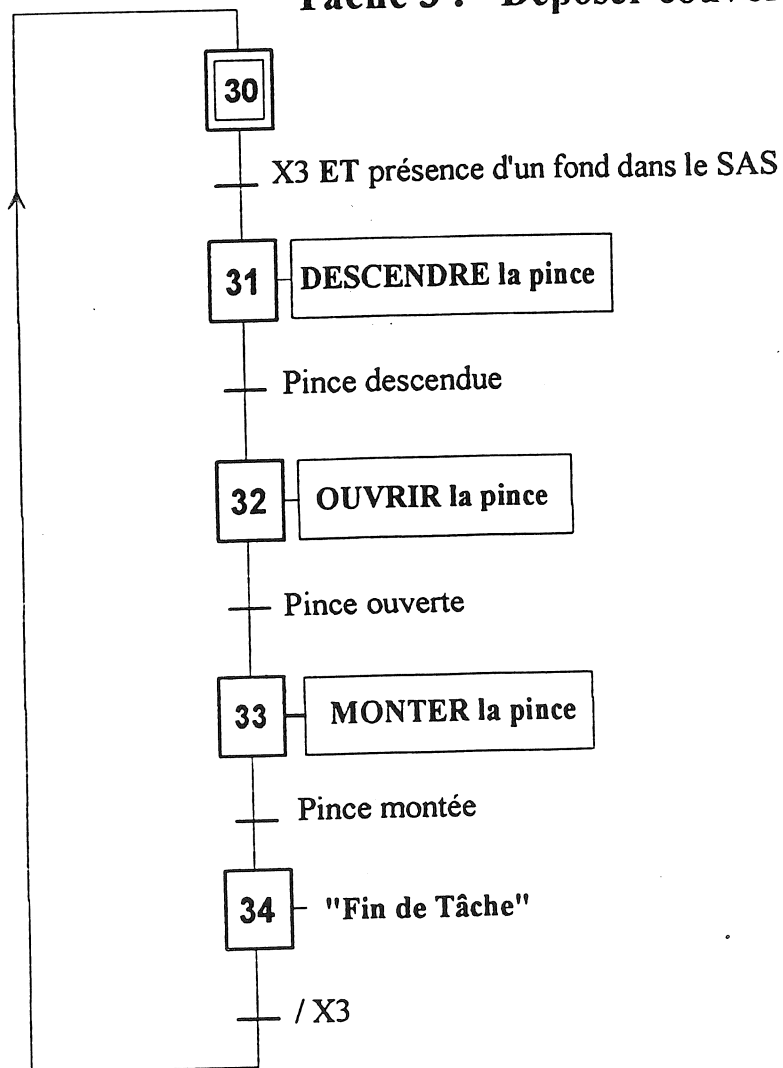 30
X3 ET présence d'un fond dans le SAS
31
DESCENDRE la pince
Pince descendue
32
OUVRIR la pince
Pince ouverte
33
MONTER la pince
Pince montée
34
"Fin de Tâche"
/ X3